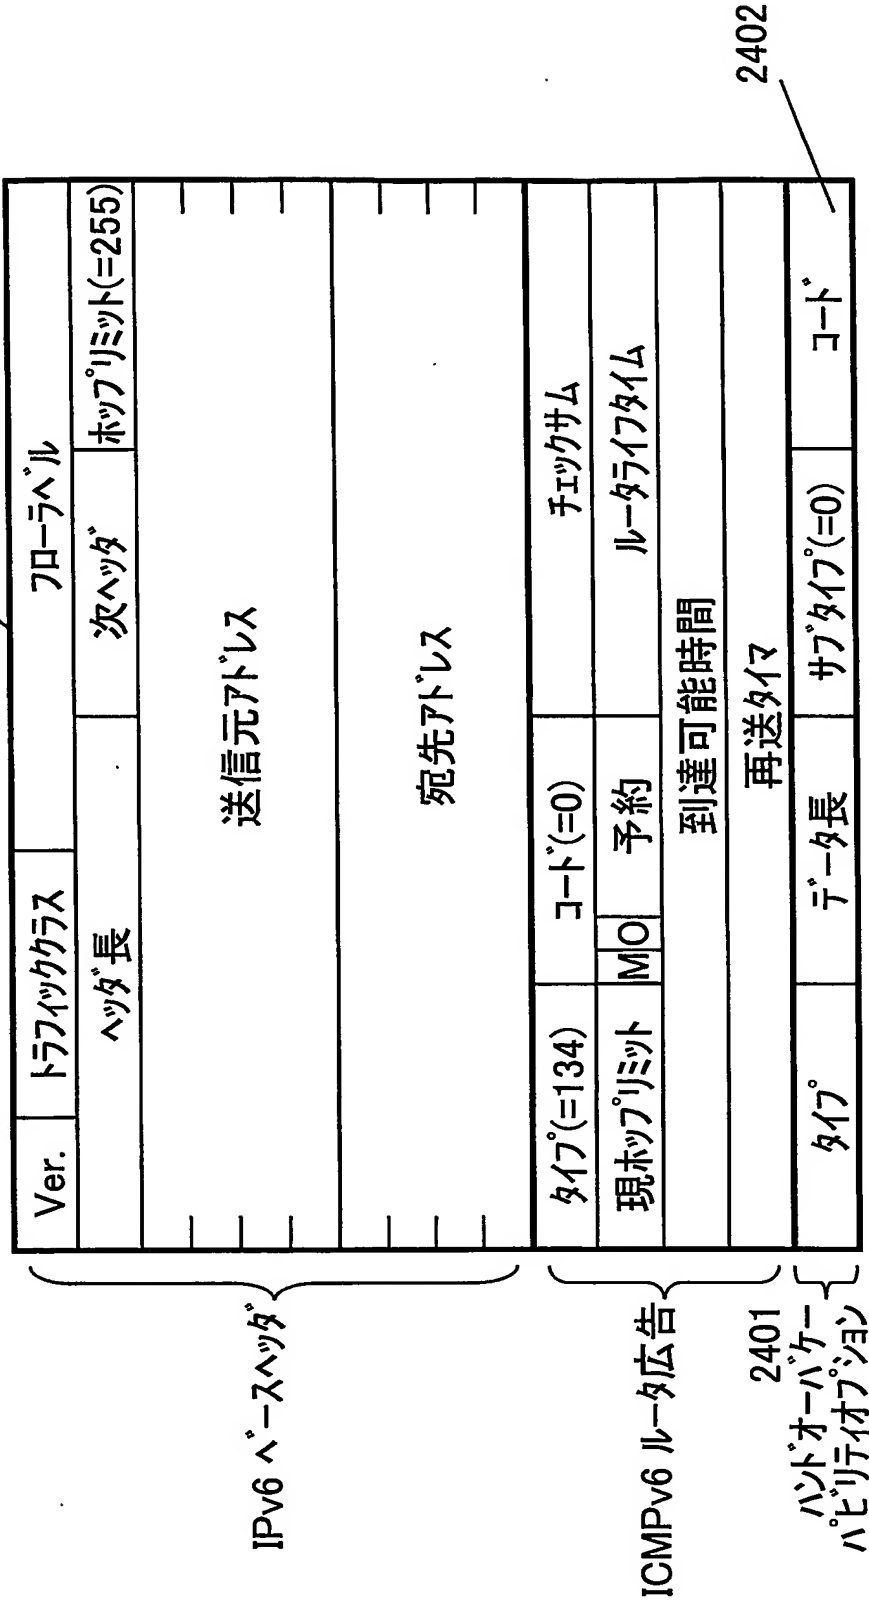 Ver.
トラフィッククラス
フローラベル
ヘッダ長
次ヘッダ
ホップリミット(=255)
送信元アドレス
宛先アドレス
IPv6 ベースヘッダ
タイプ(=134)
コード(=0)
チェックサム
現ホップリミット
M
O
予約
ルータライフタイム
到達可能時間
再送タイマ
ICMPv6 ルータ広告
タイプ
データ長
サブタイプ(=0)
コード
2401
ハンドオーバケー
パビリティオプション
2402